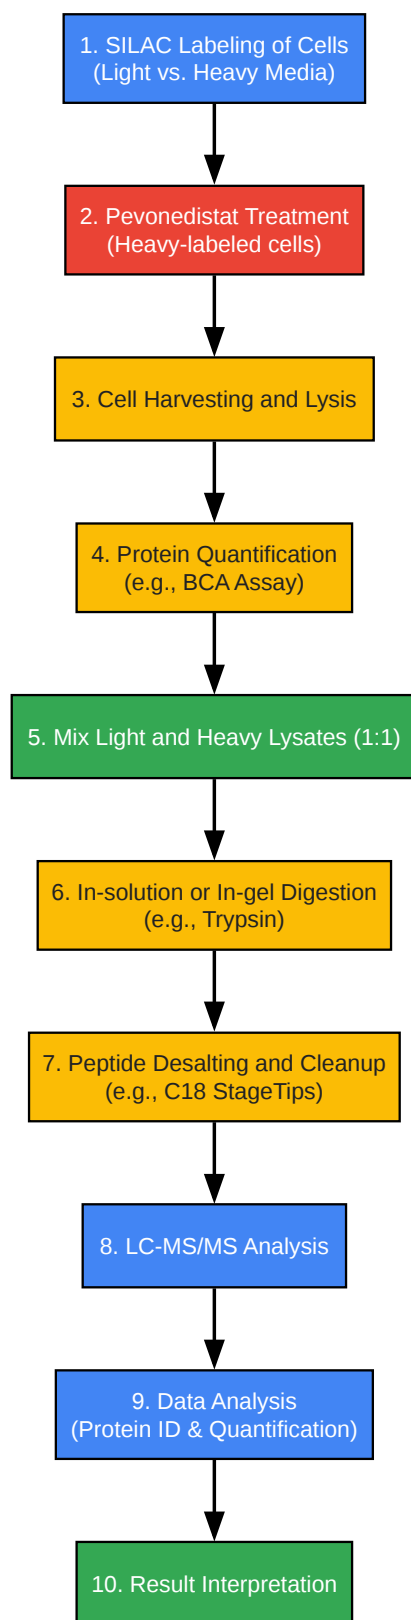 1. SILAC Labeling of Cells
(Light vs. Heavy Media)
2. Pevonedistat Treatment
(Heavy-labeled cells)
3. Cell Harvesting and Lysis
4. Protein Quantification
(e.g., BCA Assay)
5. Mix Light and Heavy Lysates (1:1)
6. In-solution or In-gel Digestion
(e.g., Trypsin)
7. Peptide Desalting and Cleanup
(e.g., C18 StageTips)
8. LC-MS/MS Analysis
9. Data Analysis
(Protein ID & Quantification)
10. Result Interpretation